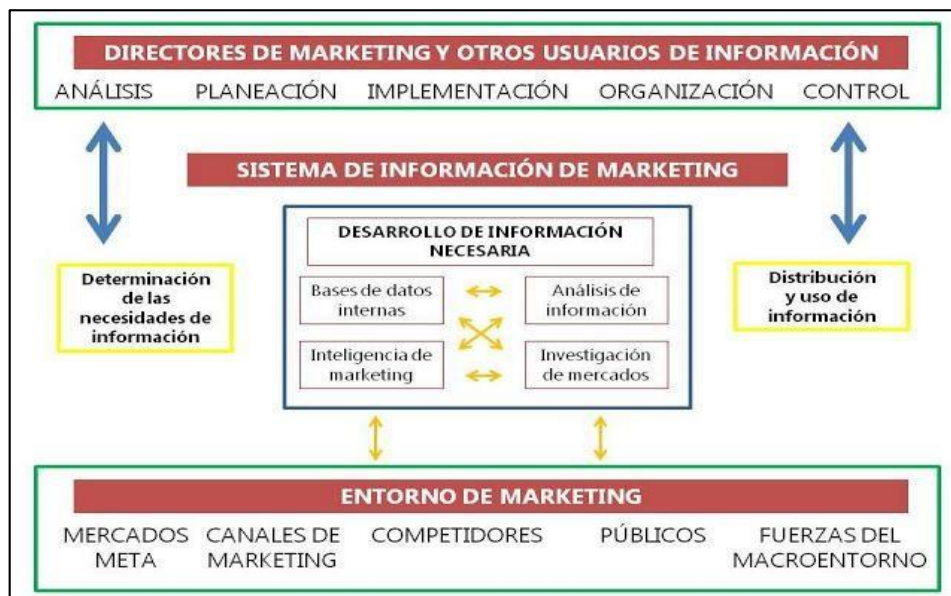 DIRECTORES DE MARKETING Y OTROS USUARIOS DE INFORMACIÓN
ANÁLISIS PLANEACIÓN IMPLEMENTACIÓN ORGANIZACIÓN CONTROL
SISTEMA DE INFORMACIÓN DE MARKETING
Determinación
de las
necesidades de
información
DESARROLLO DE INFORMACIÓN
NECESARIA
Bases de datos
internas
Análisis de
información
Inteligencia de
marketing
Investigación
de mercados
Distribución
y uso de
información
ENTORNO DE MARKETING
MERCADOS
META
CANALES DE
MARKETING
COMPETIDORES
PÚBLICOS
FUERZAS DEL
MACROENTORNO